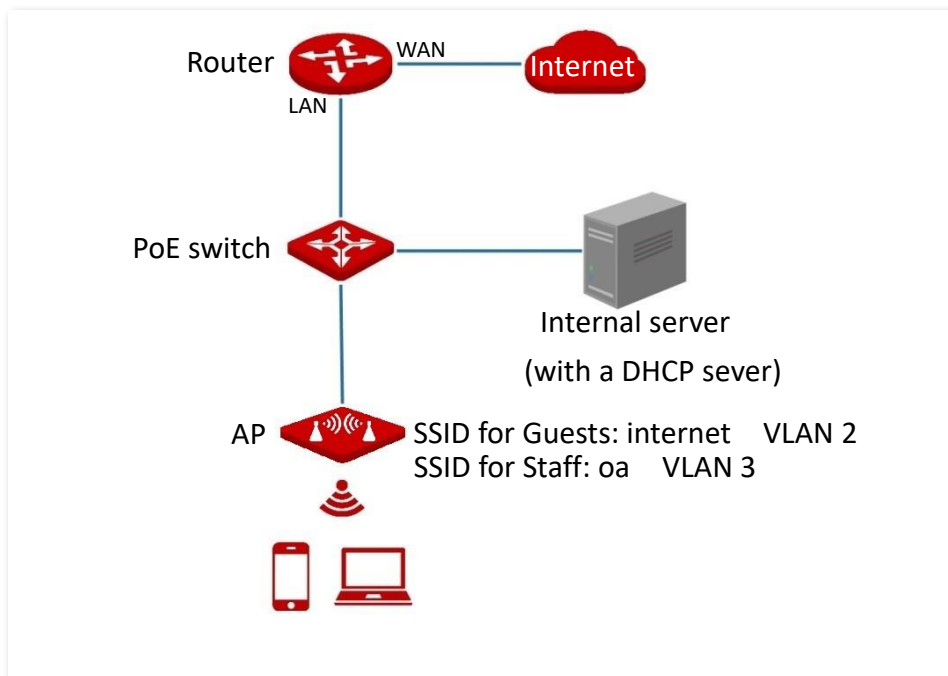 Router
WAN
Internet
LAN
PoE switch
Internal server
(with a DHCP sever)
AP
SSID for Guests: internet VLAN 2
SSID for Staff: oa VLAN 3